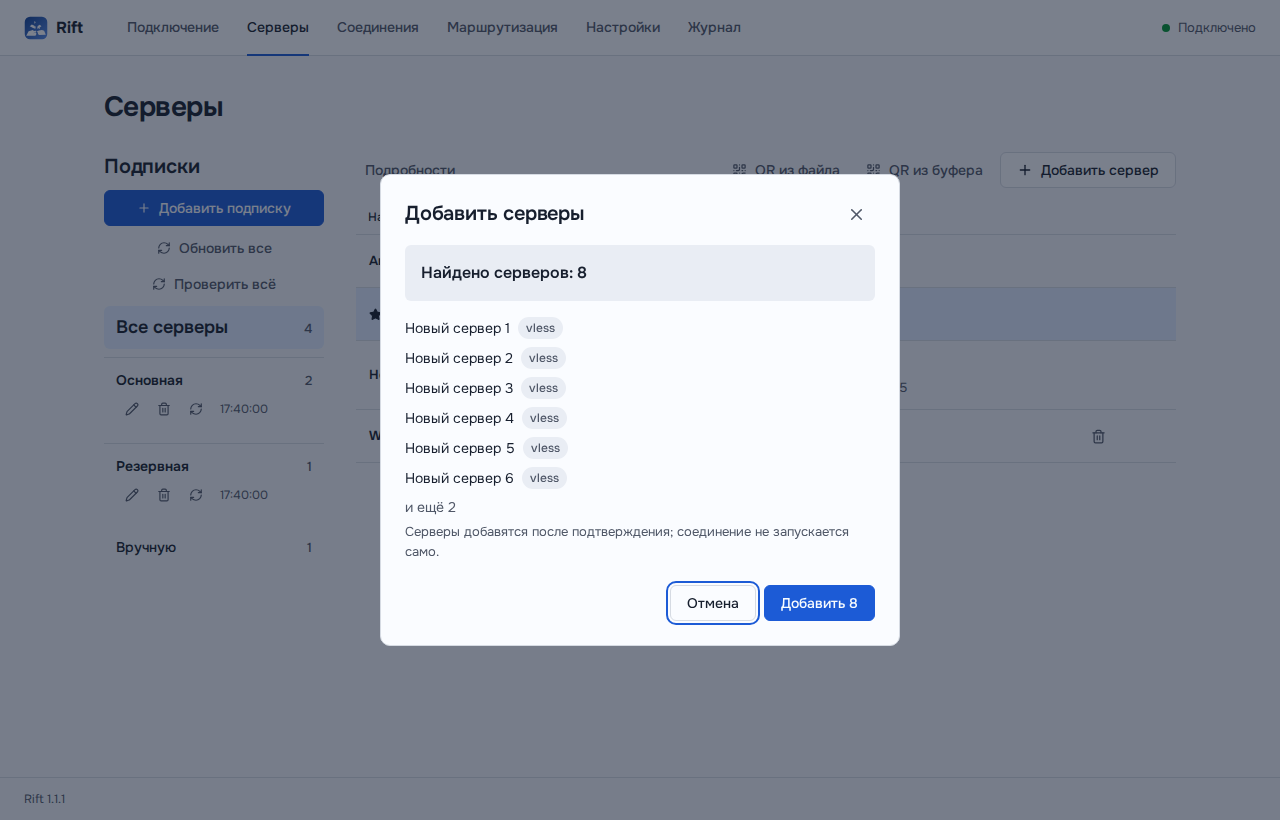 Rift
Подключение
Серверы
Соединения
Маршрутизация
Настройки
Журнал
Подключено
Серверы
Подписки
Добавить подписку
Обновить все
Проверить всё
Все серверы 4
Основная 2
17:40:00
Резервная 1
17:40:00
Вручную 1
Подробности
QR из файла
QR из буфера
Добавить сервер
Добавить серверы
Найдено серверов: 8
Новый сервер 1 vless
Новый сервер 2 vless
Новый сервер 3 vless
Новый сервер 4 vless
Новый сервер 5 vless
Новый сервер 6 vless
и ещё 2
Серверы добавятся после подтверждения; соединение не запускается
само.
Отмена
Добавить 8
Rift 1.1.1